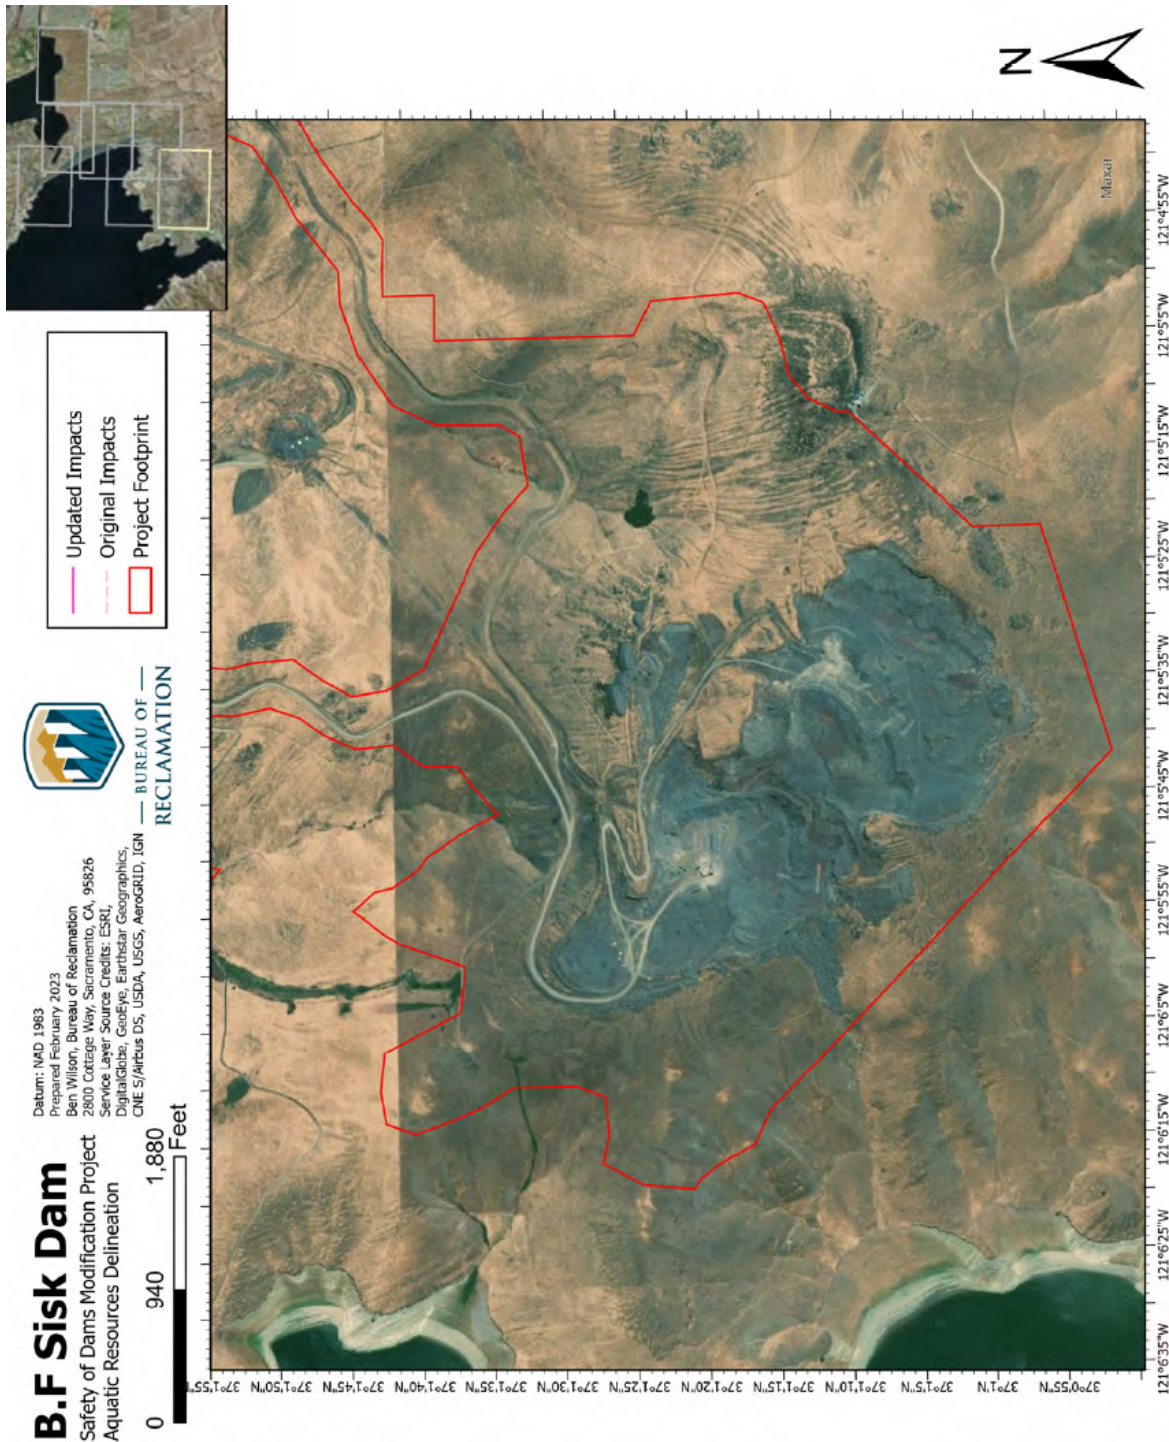 B.F Sisk Dam
Safety of Dams Modification Project
Aquatic Resources Delineation
0 940 1,880
Feet
Datum: NAD 1983
Prepared February 2023
Ben Wilson, Bureau of Reclamation
2800 Cottage Way, Sacramento, CA, 95826
Service Layer Source Credits: ESRI,
DigitalGlobe, GeoEye, Earthstar Geographics,
CNE S/Airbus DS, USDA, USGS, AeroGRID, IGN
— BUREAU OF —
RECLAMATION
Updated Impacts
Original Impacts
Project Footprint
N
37°1'55"N
37°1'50"N
37°1'45"N
37°1'40"N
37°1'35"N
37°1'30"N
37°1'25"N
37°1'20"N
37°1'15"N
37°1'10"N
37°1'5"N
37°1'N
37°0'55"N
Maxar
121°6'35"W
121°6'25"W
121°6'15"W
121°6'5"W
121°5'55"W
121°5'45"W
121°5'35"W
121°5'25"W
121°5'15"W
121°5'5"W
121°4'55"W